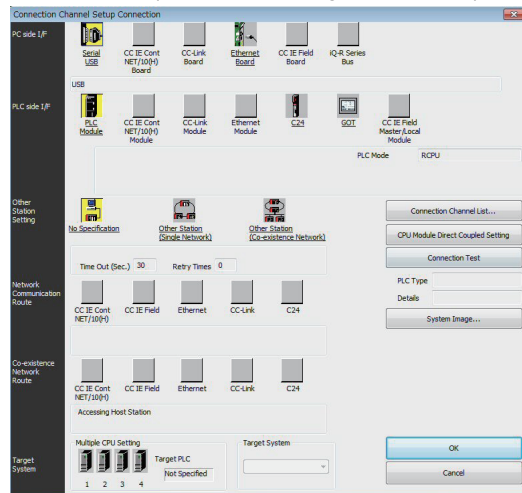 Connection Channel Setup Connection
PC side I/F
Serial USB
CC IE Cont NET/10(H) Board
CC-Link Board
Ethernet Board
CC IE Field Board
iQ-R Series Bus
USB
PLC side I/F
PLC Module
CC IE Cont NET/10(H) Module
CC-Link Module
Ethernet Module
C24
GOT
CC IE Field Master/Local Module
PLC Mode RCPU
Other Station Setting
No Specification
Other Station (Single Network)
Other Station (Co-existence Network)
Time Out (Sec.) 30 Retry Times 0
Connection Channel List...
CPU Module Direct Coupled Setting
Connection Test
PLC Type
Details
System Image...
Network Communication Route
CC IE Cont NET/10(H)
CC IE Field
Ethernet
CC-Link
C24
Co-existence Network Route
CC IE Cont NET/10(H)
CC IE Field
Ethernet
CC-Link
C24
Accessing Host Station
Target System
Multiple CPU Setting
1 2 3 4
Target PLC
Not Specified
Target System
OK
Cancel